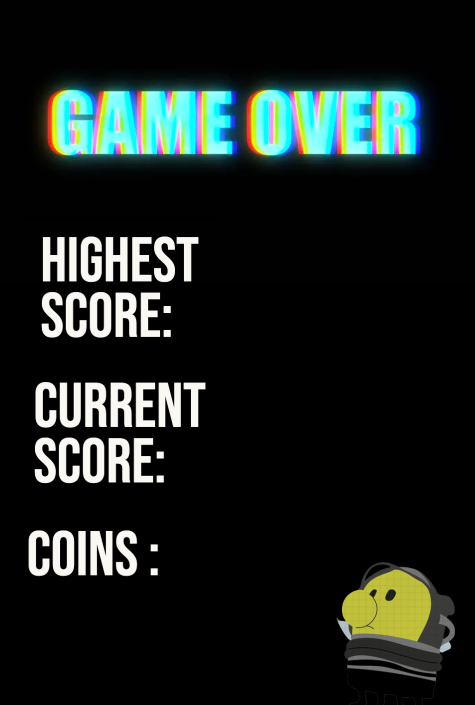 GAME OVER
HIGHEST
SCORE:
CURRENT
SCORE:
COINS :